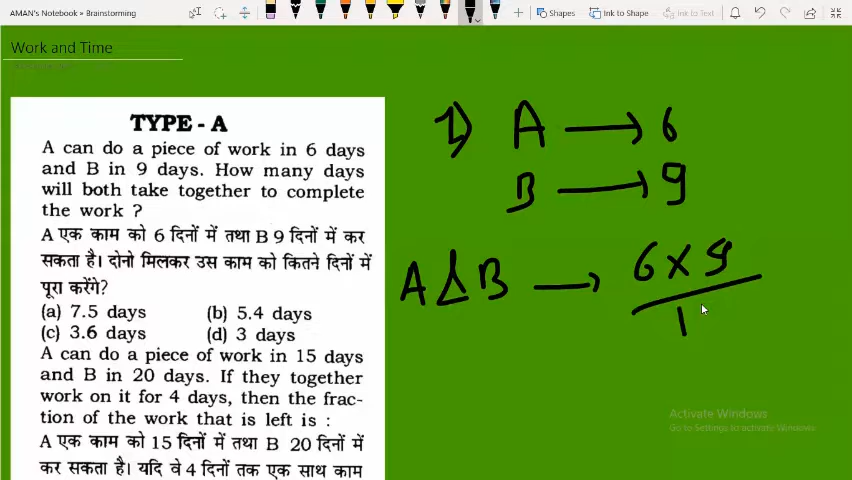 AMAN's Notebook » Brainstorming
Shapes
Ink to Shape
Ink to Text
Work and Time
TYPE - A
A can do a piece of work in 6 days
and B in 9 days. How many days
will both take together to complete
the work ?
A एक काम को 6 दिनों में तथा B 9 दिनों में कर
सकता है। दोनो मिलकर उस काम को कितने दिनों में
पूरा करेंगे?
(a) 7.5 days (b) 5.4 days
(c) 3.6 days (d) 3 days
A can do a piece of work in 15 days
and B in 20 days. If they together
work on it for 4 days, then the frac-
tion of the work that is left is :
A एक काम को 15 दिनों में तथा B 20 दिनों में
कर सकता है। यदि वे 4 दिनों तक एक साथ काम
1) A → 6
B → 9
A & B → 6 × 9
1
Activate Windows
Go to Settings to activate Windows.